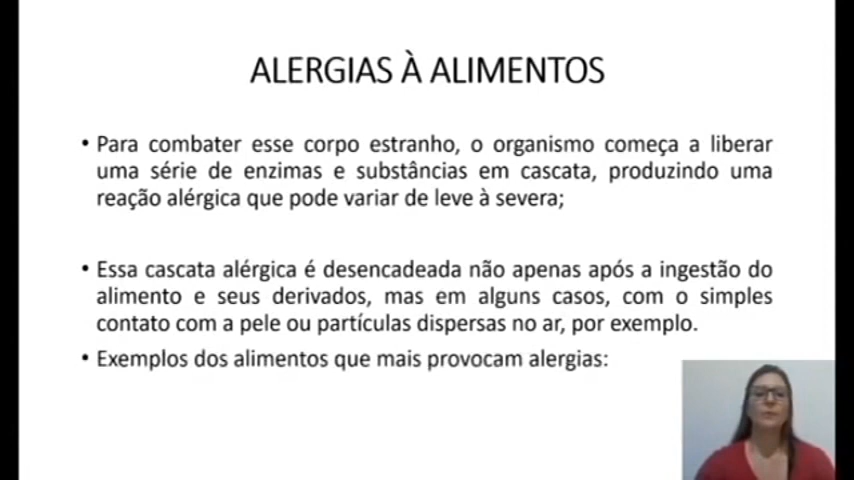 ALERGIAS À ALIMENTOS
• Para combater esse corpo estranho, o organismo começa a liberar
uma série de enzimas e substâncias em cascata, produzindo uma
reação alérgica que pode variar de leve à severa;
• Essa cascata alérgica é desencadeada não apenas após a ingestão do
alimento e seus derivados, mas em alguns casos, com o simples
contato com a pele ou partículas dispersas no ar, por exemplo.
• Exemplos dos alimentos que mais provocam alergias: